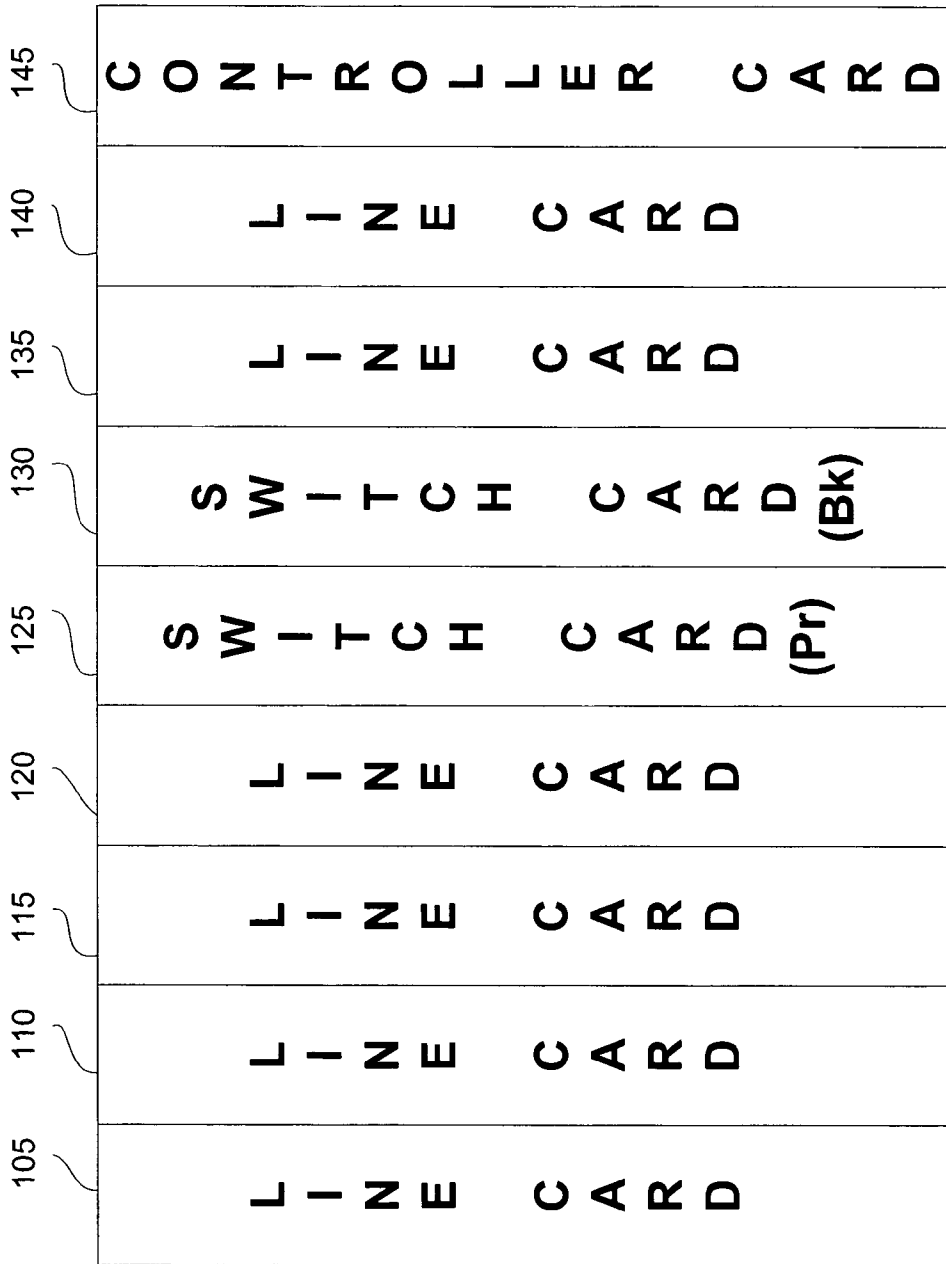 105
110
115
120
125
130
135
140
145
LINE CARD
LINE CARD
LINE CARD
LINE CARD
SWITCH CARD
(Pr)
SWITCH CARD
(Bk)
LINE CARD
LINE CARD
CONTROLLER CARD